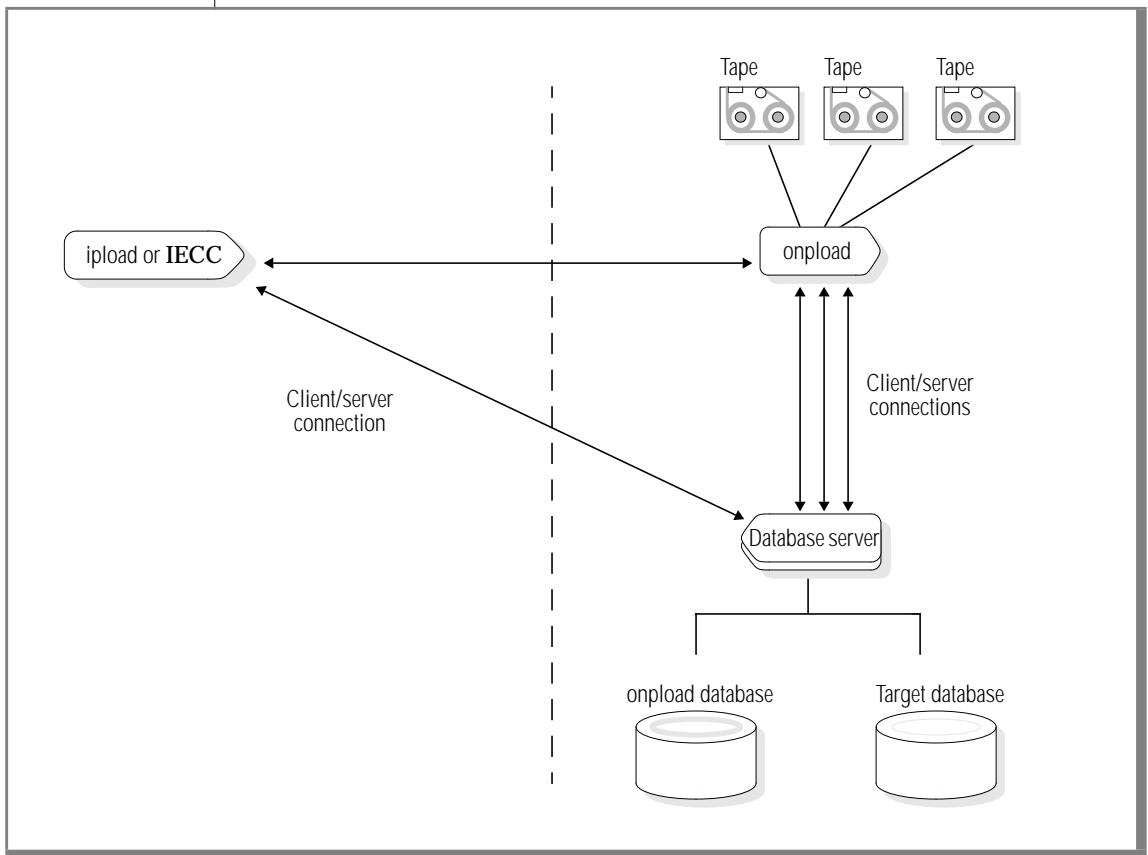 Tape
Tape
Tape
ipload or IECC
onpload
Client/server
connection
Client/server
connections
Database server
onpload database
Target database